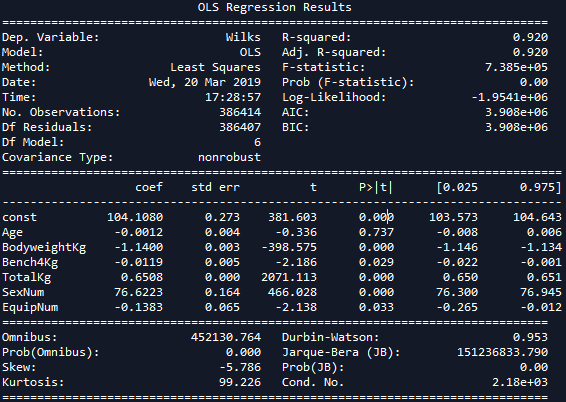 OLS Regression Results
==============================================================================
Dep. Variable: Wilks R-squared: 0.920
Model: OLS Adj. R-squared: 0.920
Method: Least Squares F-statistic: 7.385e+05
Date: Wed, 20 Mar 2019 Prob (F-statistic): 0.00
Time: 17:28:57 Log-Likelihood: -1.9541e+06
No. Observations: 386414 AIC: 3.908e+06
Df Residuals: 386407 BIC: 3.908e+06
Df Model: 6
Covariance Type: nonrobust
==============================================================================
coef std err t P>|t| [0.025 0.975]
------------------------------------------------------------------------------
const 104.1080 0.273 381.603 0.000 103.573 104.643
Age -0.0012 0.004 -0.336 0.737 -0.008 0.006
BodyweightKg -1.1400 0.003 -398.575 0.000 -1.146 -1.134
Bench4Kg -0.0119 0.005 -2.186 0.029 -0.022 -0.001
TotalKg 0.6508 0.000 2071.113 0.000 0.650 0.651
SexNum 76.6223 0.164 466.028 0.000 76.300 76.945
EquipNum -0.1383 0.065 -2.138 0.033 -0.265 -0.012
==============================================================================
Omnibus: 452130.764 Durbin-Watson: 0.953
Prob(Omnibus): 0.000 Jarque-Bera (JB): 151236833.790
Skew: -5.786 Prob(JB): 0.00
Kurtosis: 99.226 Cond. No. 2.18e+03
==============================================================================